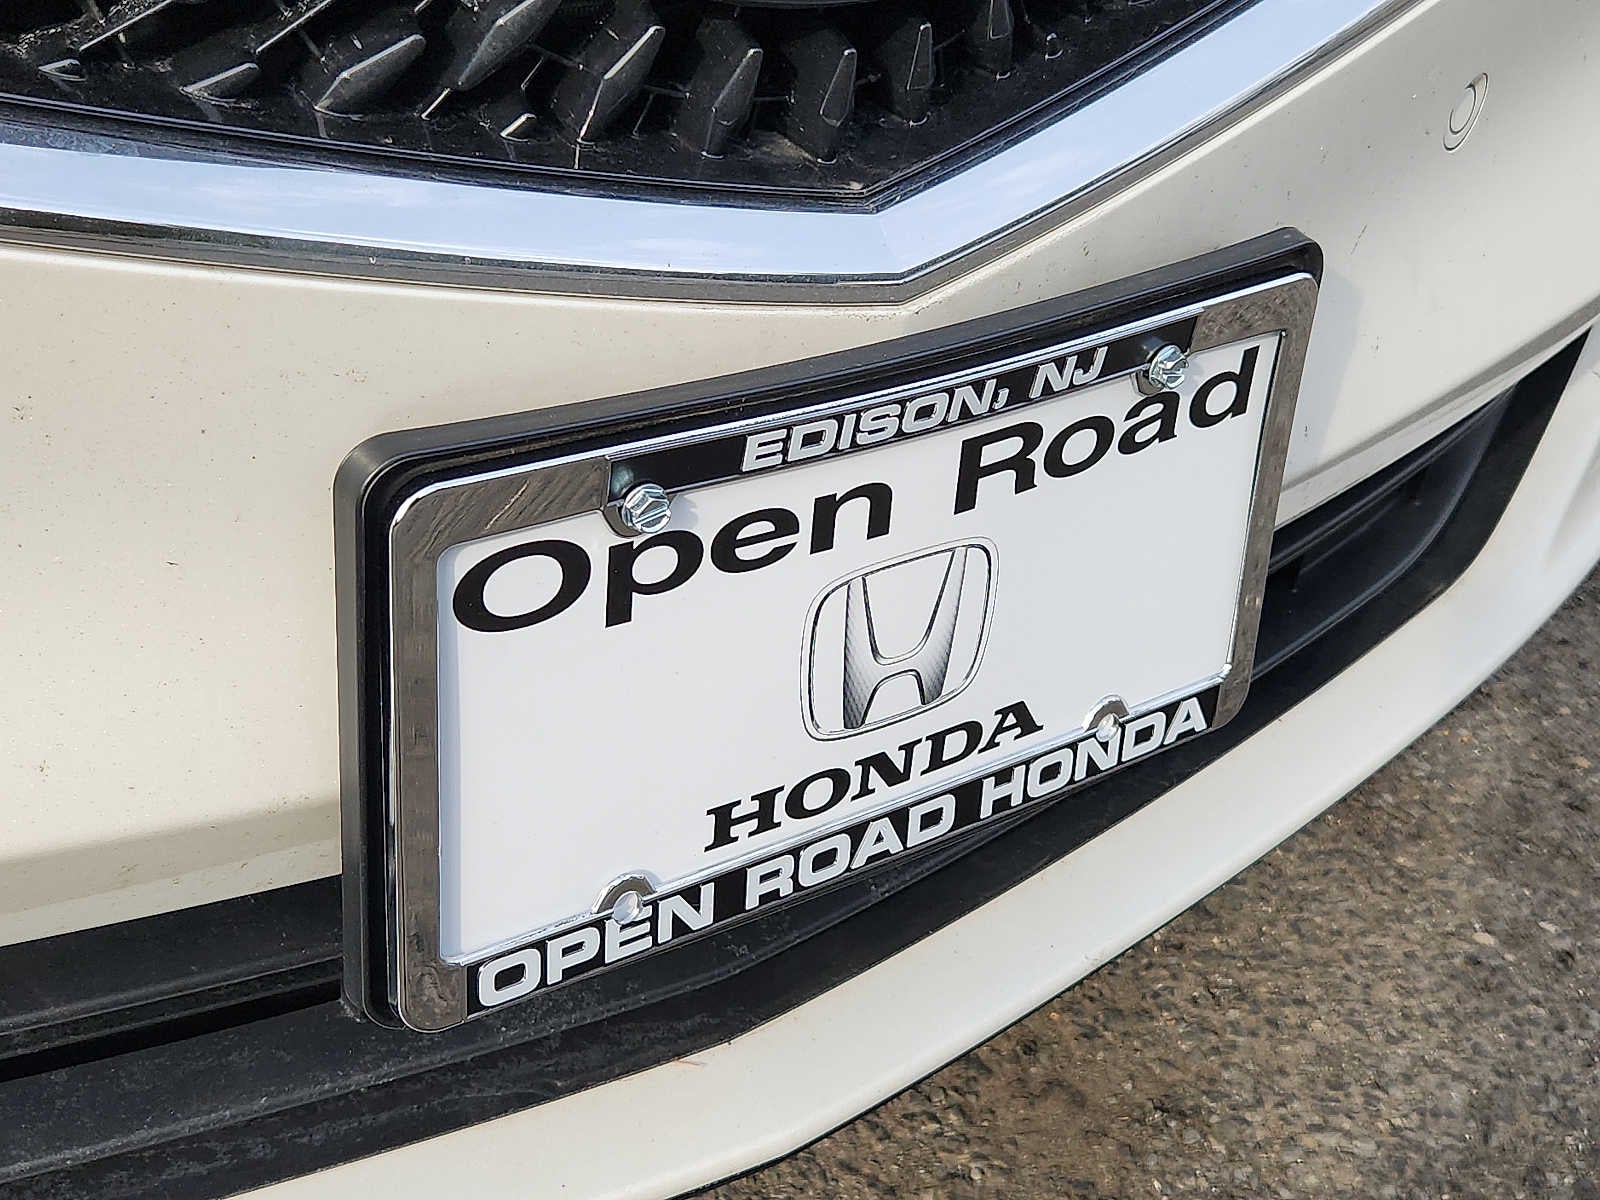 EDISON, NJ
Open Road
HONDA
OPEN ROAD HONDA